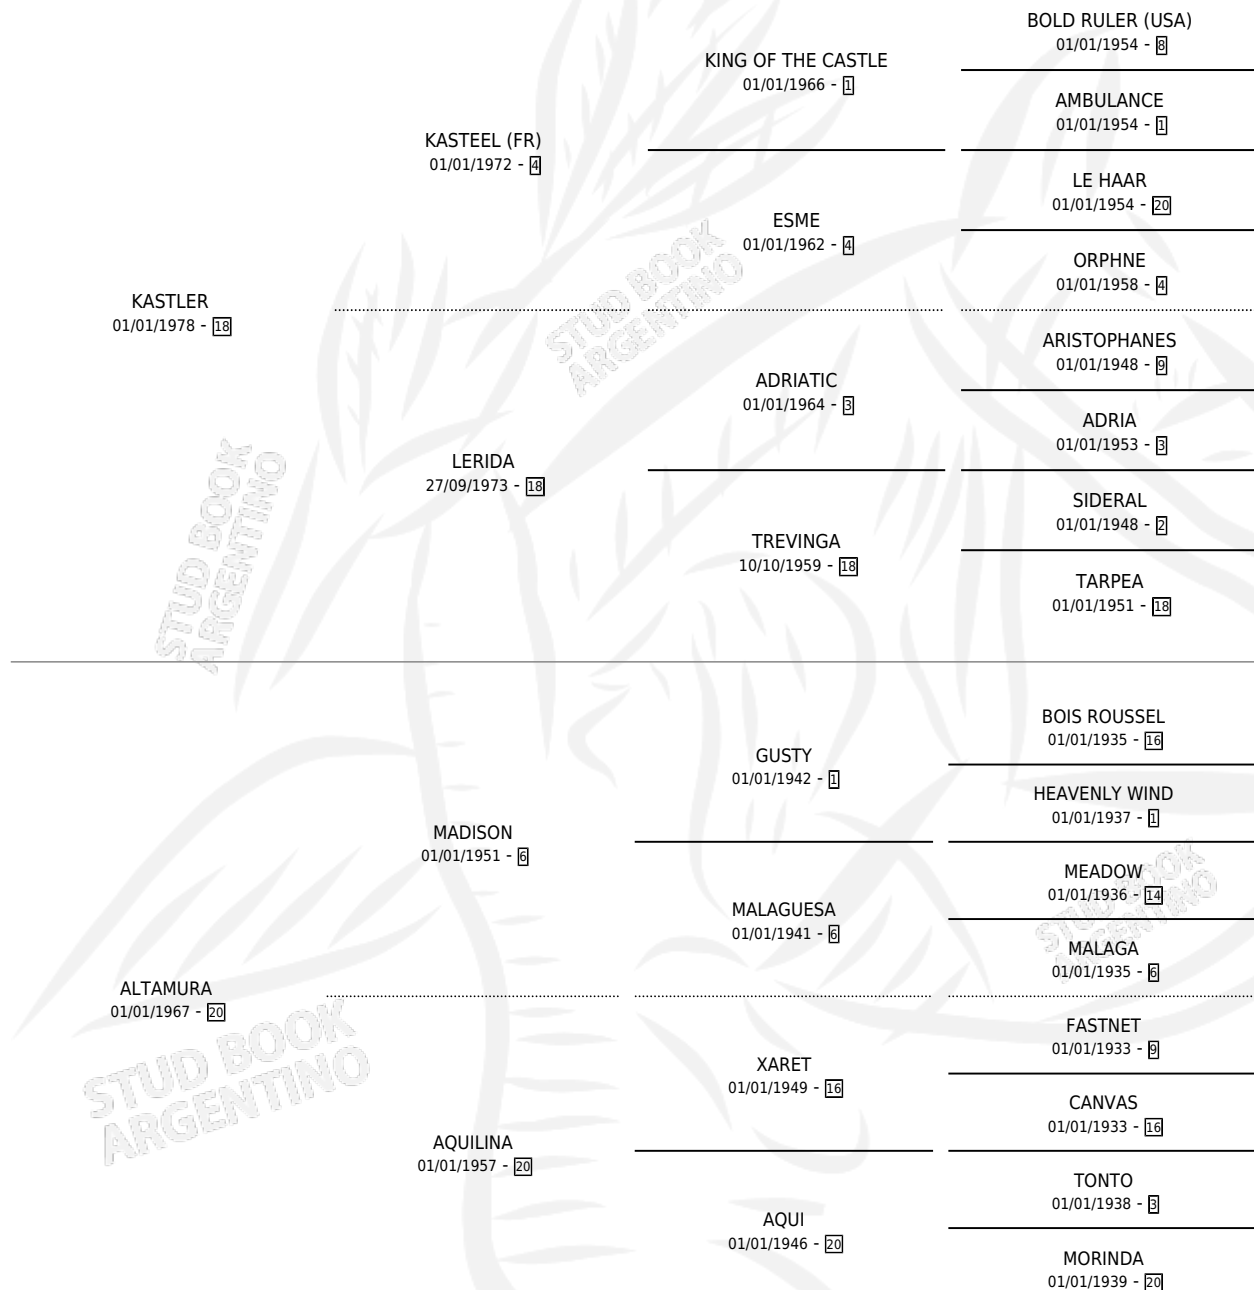 BOLD RULER (USA)
01/01/1954 - 8
KING OF THE CASTLE
01/01/1966 - 1
AMBULANCE
01/01/1954 - 1
KASTEEL (FR)
01/01/1972 - 4
LE HAAR
01/01/1954 - 20
ESME
01/01/1962 - 4
ORPHNE
01/01/1958 - 4
KASTLER
01/01/1978 - 18
ARISTOPHANES
01/01/1948 - 9
ADRIATIC
01/01/1964 - 3
ADRIA
01/01/1953 - 3
LERIDA
27/09/1973 - 18
SIDERAL
01/01/1948 - 2
TREVINGA
10/10/1959 - 18
TARPEA
01/01/1951 - 18
BOIS ROUSSEL
01/01/1935 - 16
GUSTY
01/01/1942 - 1
HEAVENLY WIND
01/01/1937 - 1
MADISON
01/01/1951 - 6
MEADOW
01/01/1936 - 14
MALAGUESA
01/01/1941 - 6
MALAGA
01/01/1935 - 6
ALTAMURA
01/01/1967 - 20
FASTNET
01/01/1933 - 9
XARET
01/01/1949 - 16
CANVAS
01/01/1933 - 16
AQUILINA
01/01/1957 - 20
TONTO
01/01/1938 - 3
AQUI
01/01/1946 - 20
MORINDA
01/01/1939 - 20
STUD BOOK
ARGENTINO
STUD BOOK
ARGENTINO
STUD BOOK
ARGENTINO
STUD BOOK
ARGENTINO